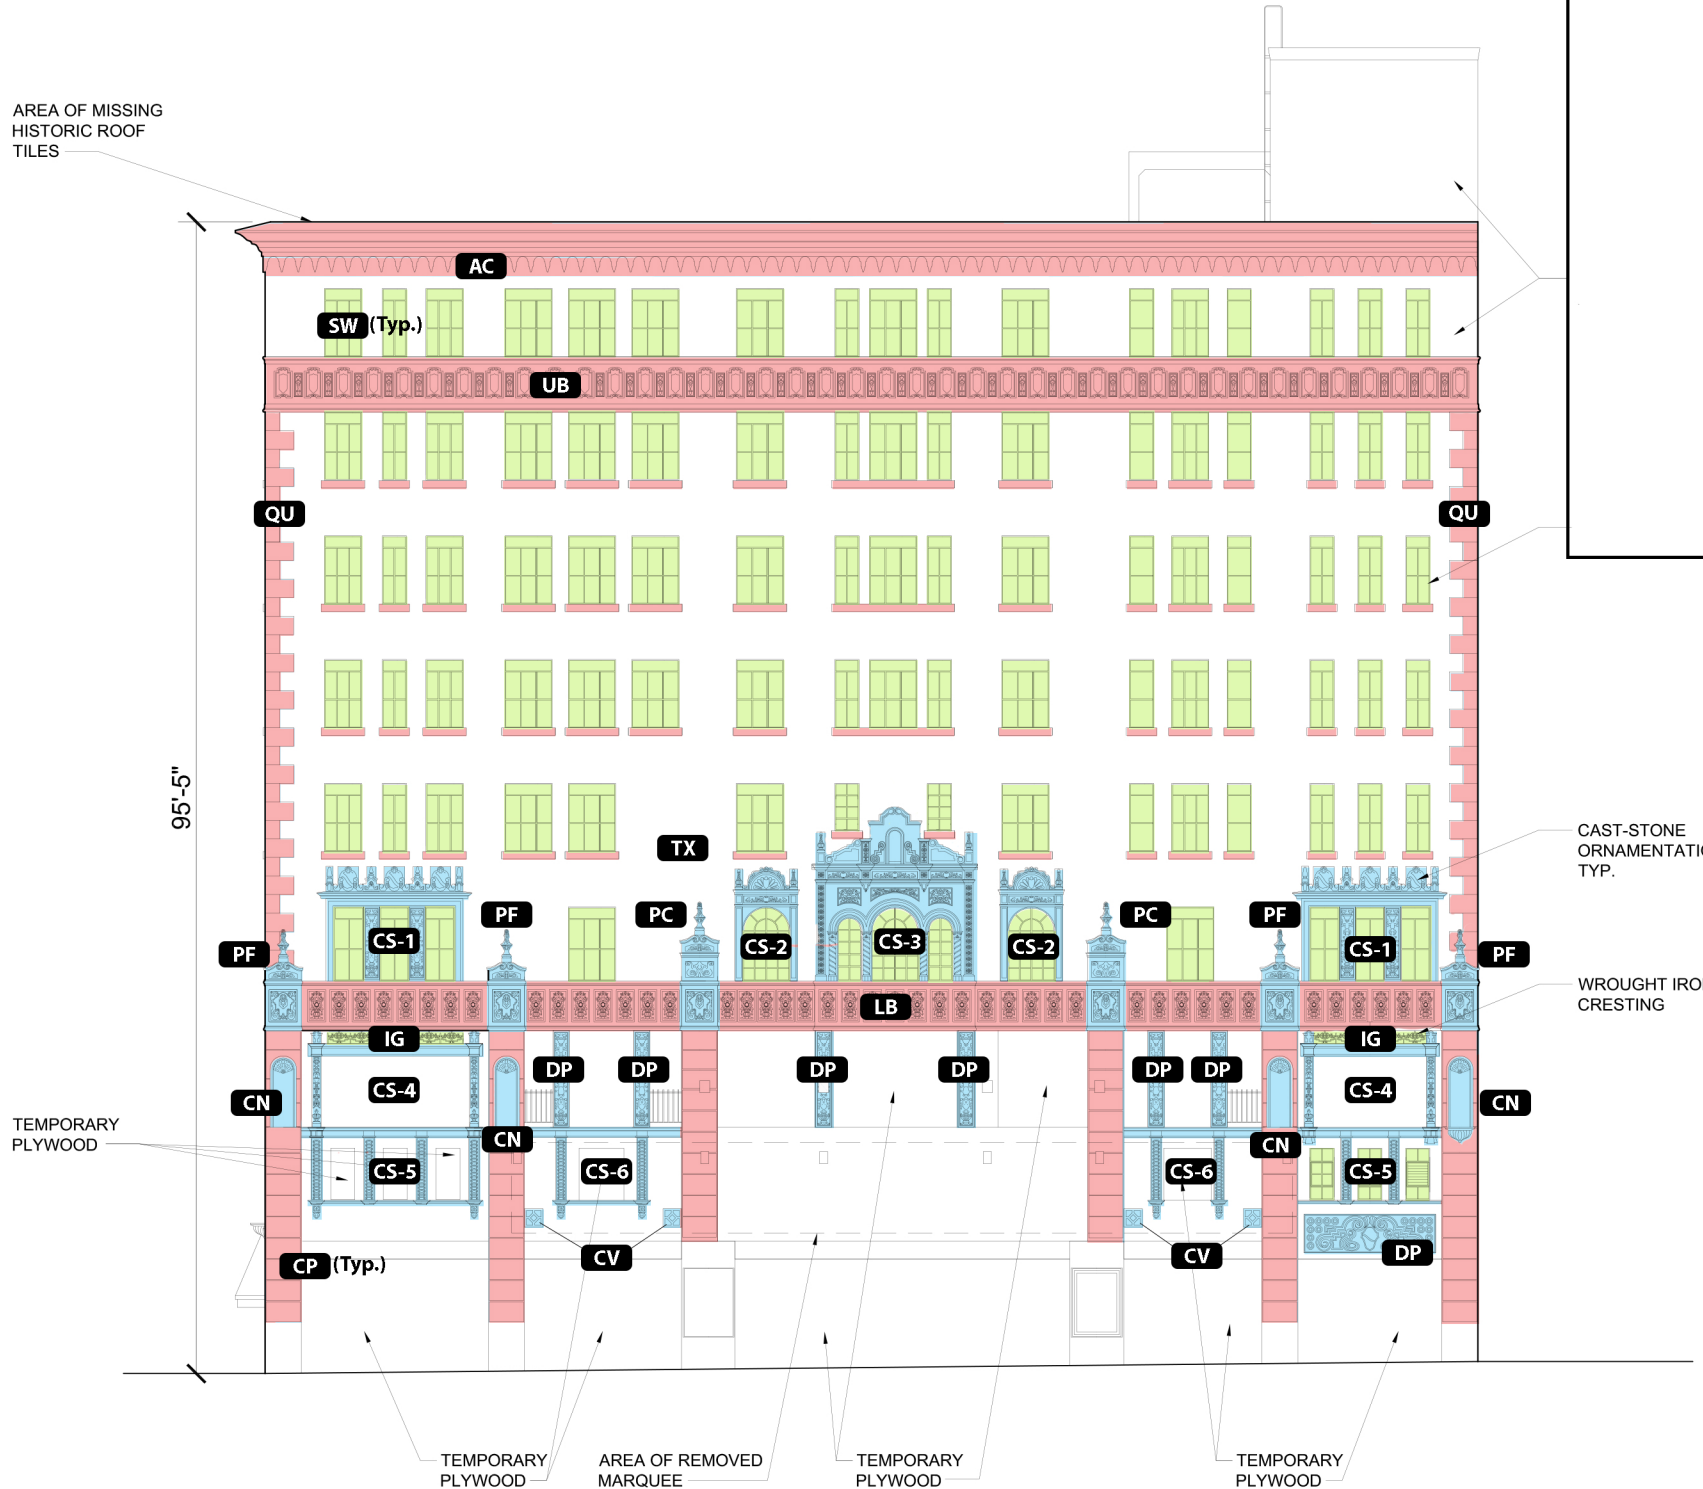 AREA OF MISSING
HISTORIC ROOF
TILES
AC
SW (Typ.)
UB
QU
QU
95'-5"
TX
CAST-STONE
ORNAMENTATIO
TYP.
PF
PC
PC
PF
CS-1
CS-2
CS-3
CS-2
CS-1
PF
PF
WROUGHT IRON
CRESTING
LB
IG
IG
DP
DP
DP
DP
DP
DP
CS-4
CS-4
CN
CN
TEMPORARY
PLYWOOD
CN
CN
CS-5
CS-6
CS-6
CS-5
CP (Typ.)
CV
CV
DP
TEMPORARY
PLYWOOD
AREA OF REMOVED
MARQUEE
TEMPORARY
PLYWOOD
TEMPORARY
PLYWOOD